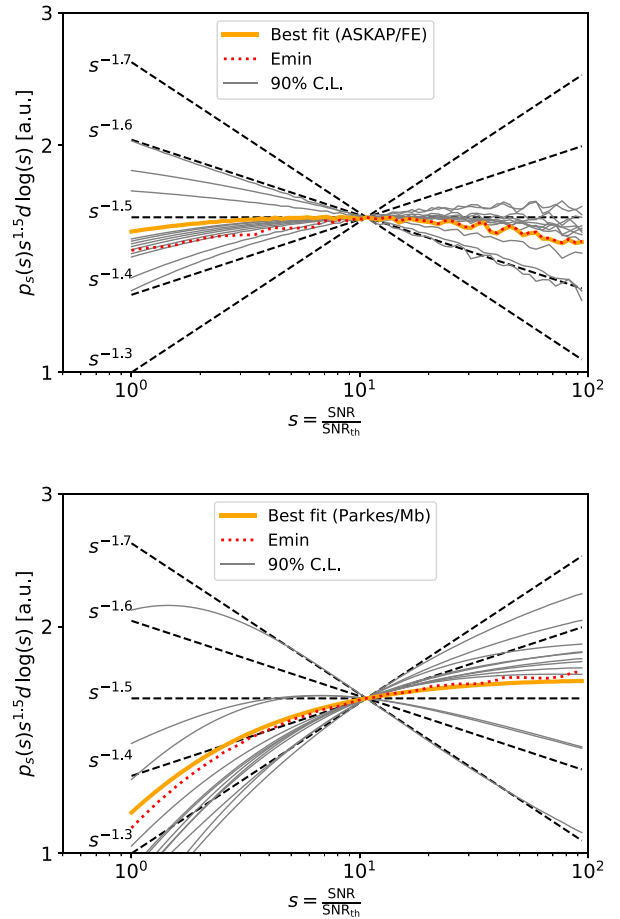 3
Best fit (ASKAP/FE)
Emin
90% C.L.
s^{-1.7}
s^{-1.6}
2
s^{-1.5}
s^{-1.4}
s^{-1.3}
1
p_s(s)s^{1.5}d log(s) [a.u.]
10^0 10^1 10^2
s = SNR/SNR_th
3
Best fit (Parkes/Mb)
Emin
90% C.L.
s^{-1.7}
s^{-1.6}
2
s^{-1.5}
s^{-1.4}
s^{-1.3}
1
p_s(s)s^{1.5}d log(s) [a.u.]
10^0 10^1 10^2
s = SNR/SNR_th